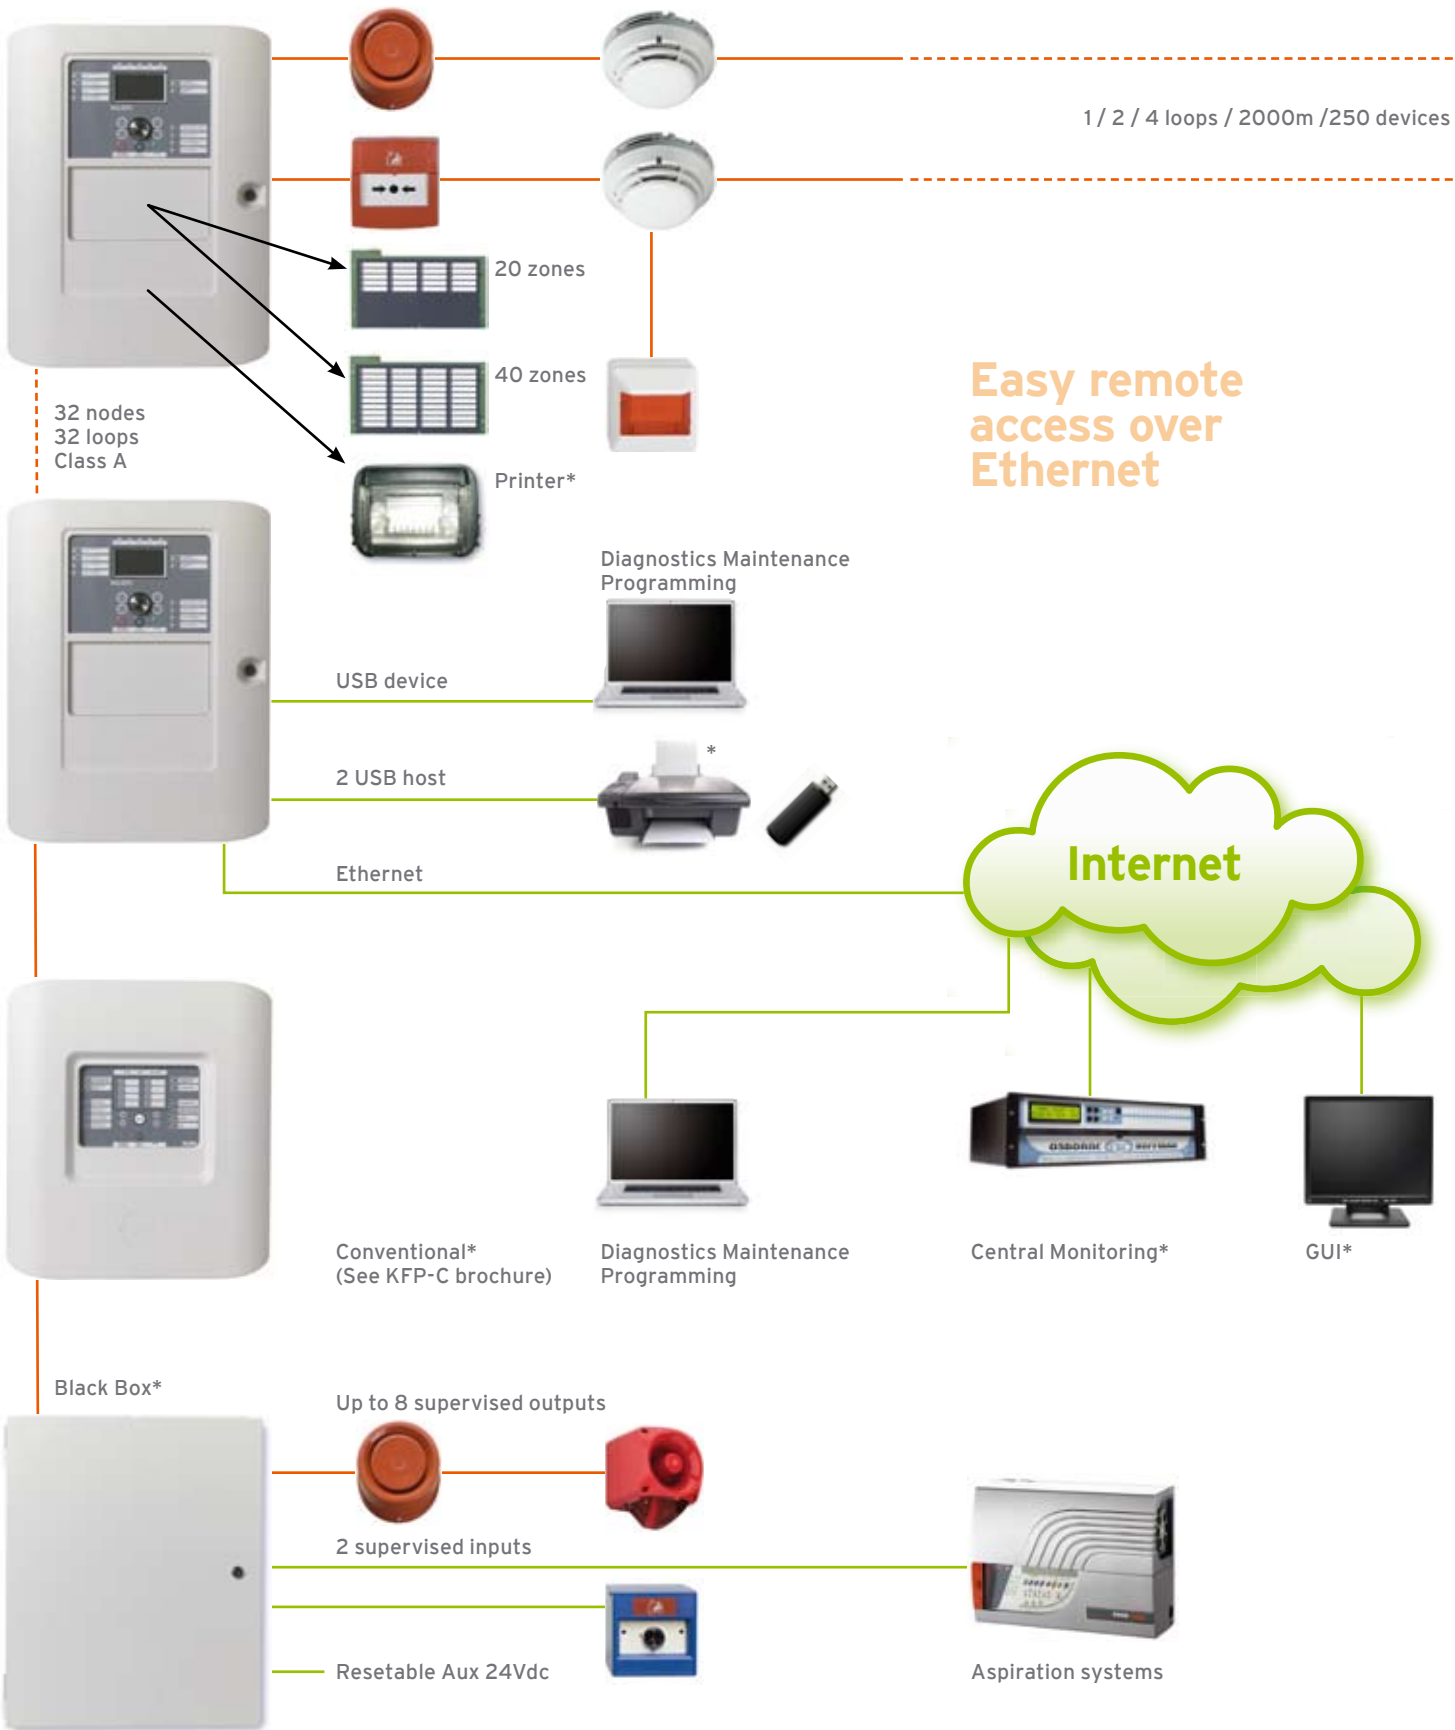 1 / 2 / 4 loops / 2000m /250 devices
20 zones
40 zones
Easy remote
access over
Ethernet
32 nodes
32 loops
Class A
Printer*
Diagnostics Maintenance
Programming
USB device
*
2 USB host
Internet
Ethernet
Conventional*
(See KFP-C brochure)
Diagnostics Maintenance
Programming
Central Monitoring*
GUI*
Black Box*
Up to 8 supervised outputs
2 supervised inputs
Resetable Aux 24Vdc
Aspiration systems